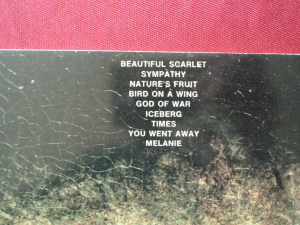 BEAUTIFUL SCARLET
SYMPATHY
NATURE'S FRUIT
BIRD ON A WING
GOD OF WAR
ICEBERG
TIMES
YOU WENT AWAY
MELANIE